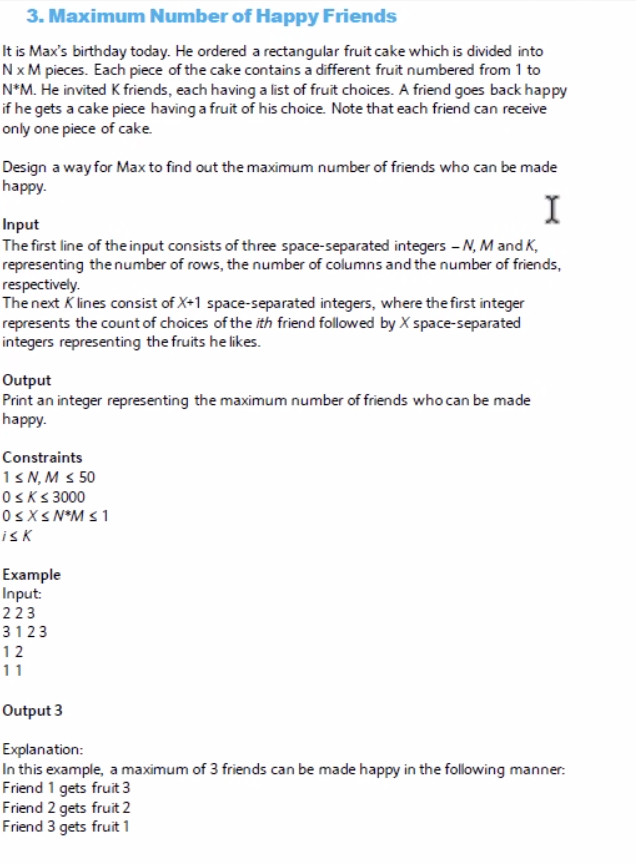 3. Maximum Number of Happy Friends
It is Max's birthday today. He ordered a rectangular fruit cake which is divided into
N x M pieces. Each piece of the cake contains a different fruit numbered from 1 to
N*M. He invited K friends, each having a list of fruit choices. A friend goes back happy
if he gets a cake piece having a fruit of his choice. Note that each friend can receive
only one piece of cake.
Design a way for Max to find out the maximum number of friends who can be made
happy.
Input
The first line of the input consists of three space-separated integers – N, M and K,
representing the number of rows, the number of columns and the number of friends,
respectively.
The next K lines consist of X+1 space-separated integers, where the first integer
represents the count of choices of the ith friend followed by X space-separated
integers representing the fruits he likes.
Output
Print an integer representing the maximum number of friends who can be made
happy.
Constraints
1 ≤ N, M ≤ 50
0 ≤ K ≤ 3000
0 ≤ X ≤ N*M ≤ 1
i ≤ K
Example
Input:
2 2 3
3 1 2 3
1 2
1 1
Output 3
Explanation:
In this example, a maximum of 3 friends can be made happy in the following manner:
Friend 1 gets fruit 3
Friend 2 gets fruit 2
Friend 3 gets fruit 1